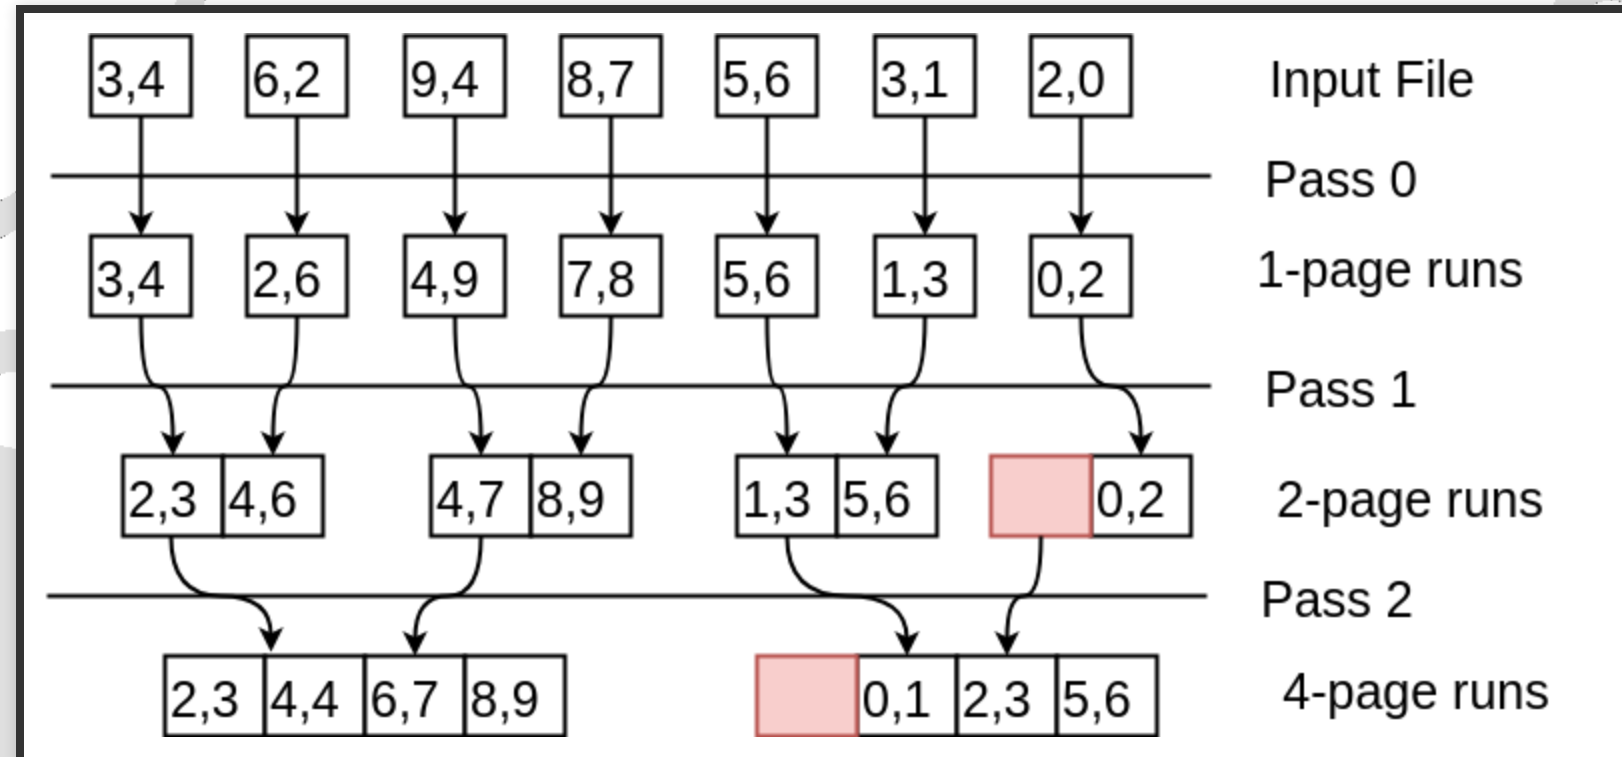 3,4 6,2 9,4 8,7 5,6 3,1 2,0 Input File
Pass 0
3,4 2,6 4,9 7,8 5,6 1,3 0,2 1-page runs
Pass 1
2,3 4,6 4,7 8,9 1,3 5,6 0,2 2-page runs
Pass 2
2,3 4,4 6,7 8,9 0,1 2,3 5,6 4-page runs